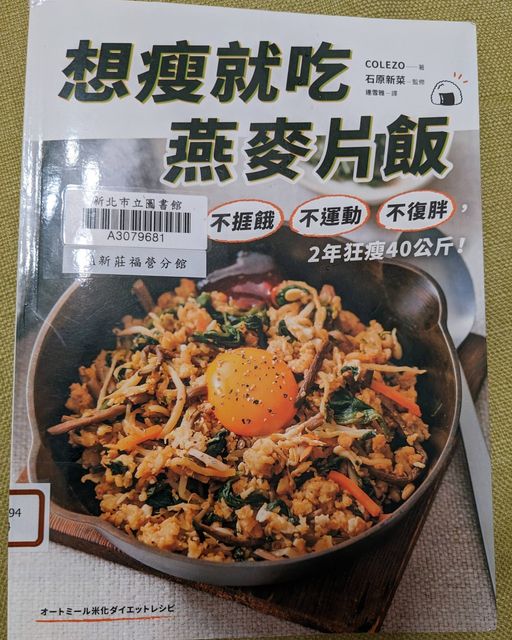 想瘦就吃
燕麥片飯
COLEZO—著
石原新菜—監修
連雪雅—譯
不捱餓 不運動 不復胖,
2年狂瘦40公斤!
新北市立圖書館
A3079681
新莊福營分館
94
オートミール米化ダイエットレシピ